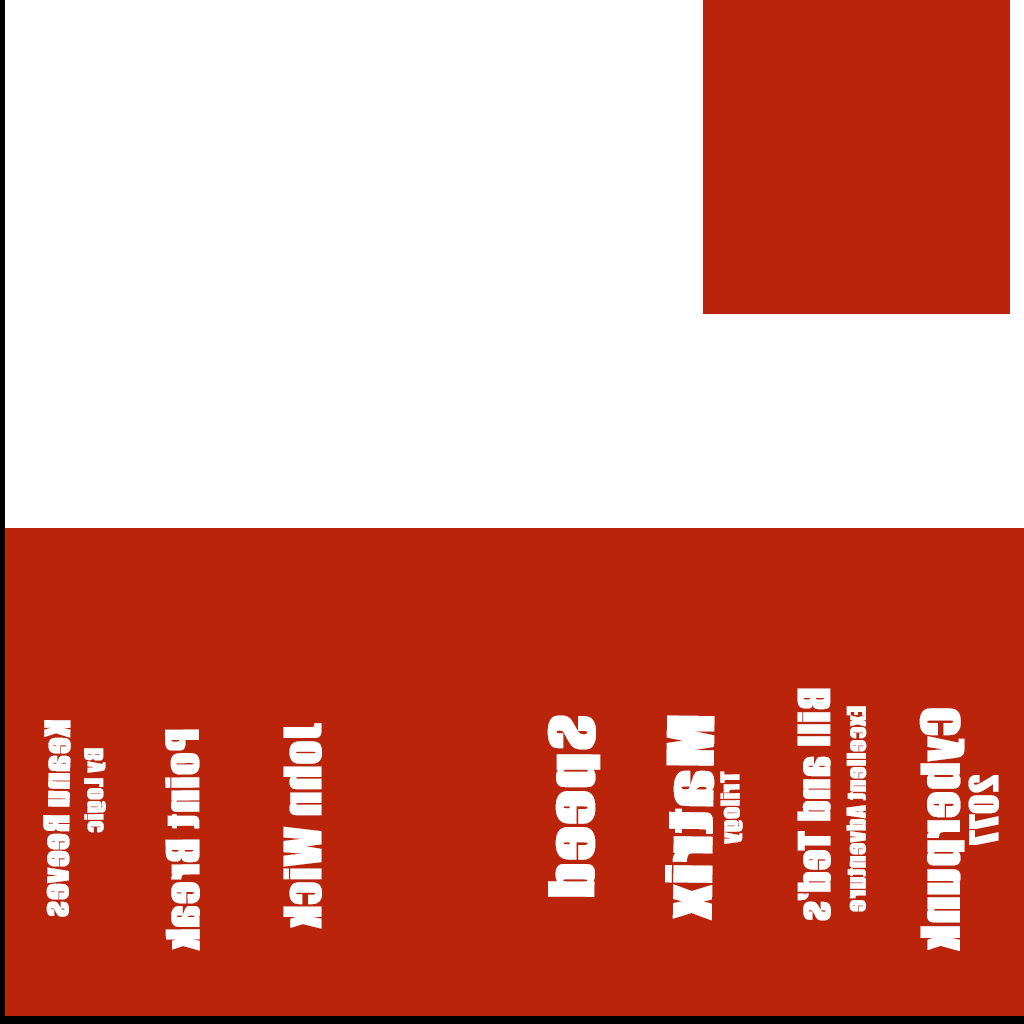 Keanu Reeves
By Logic
Point Break
John Wick
Speed
Matrix
Trilogy
Bill and Ted's
Excellent Adventure
Cyberpunk
2077